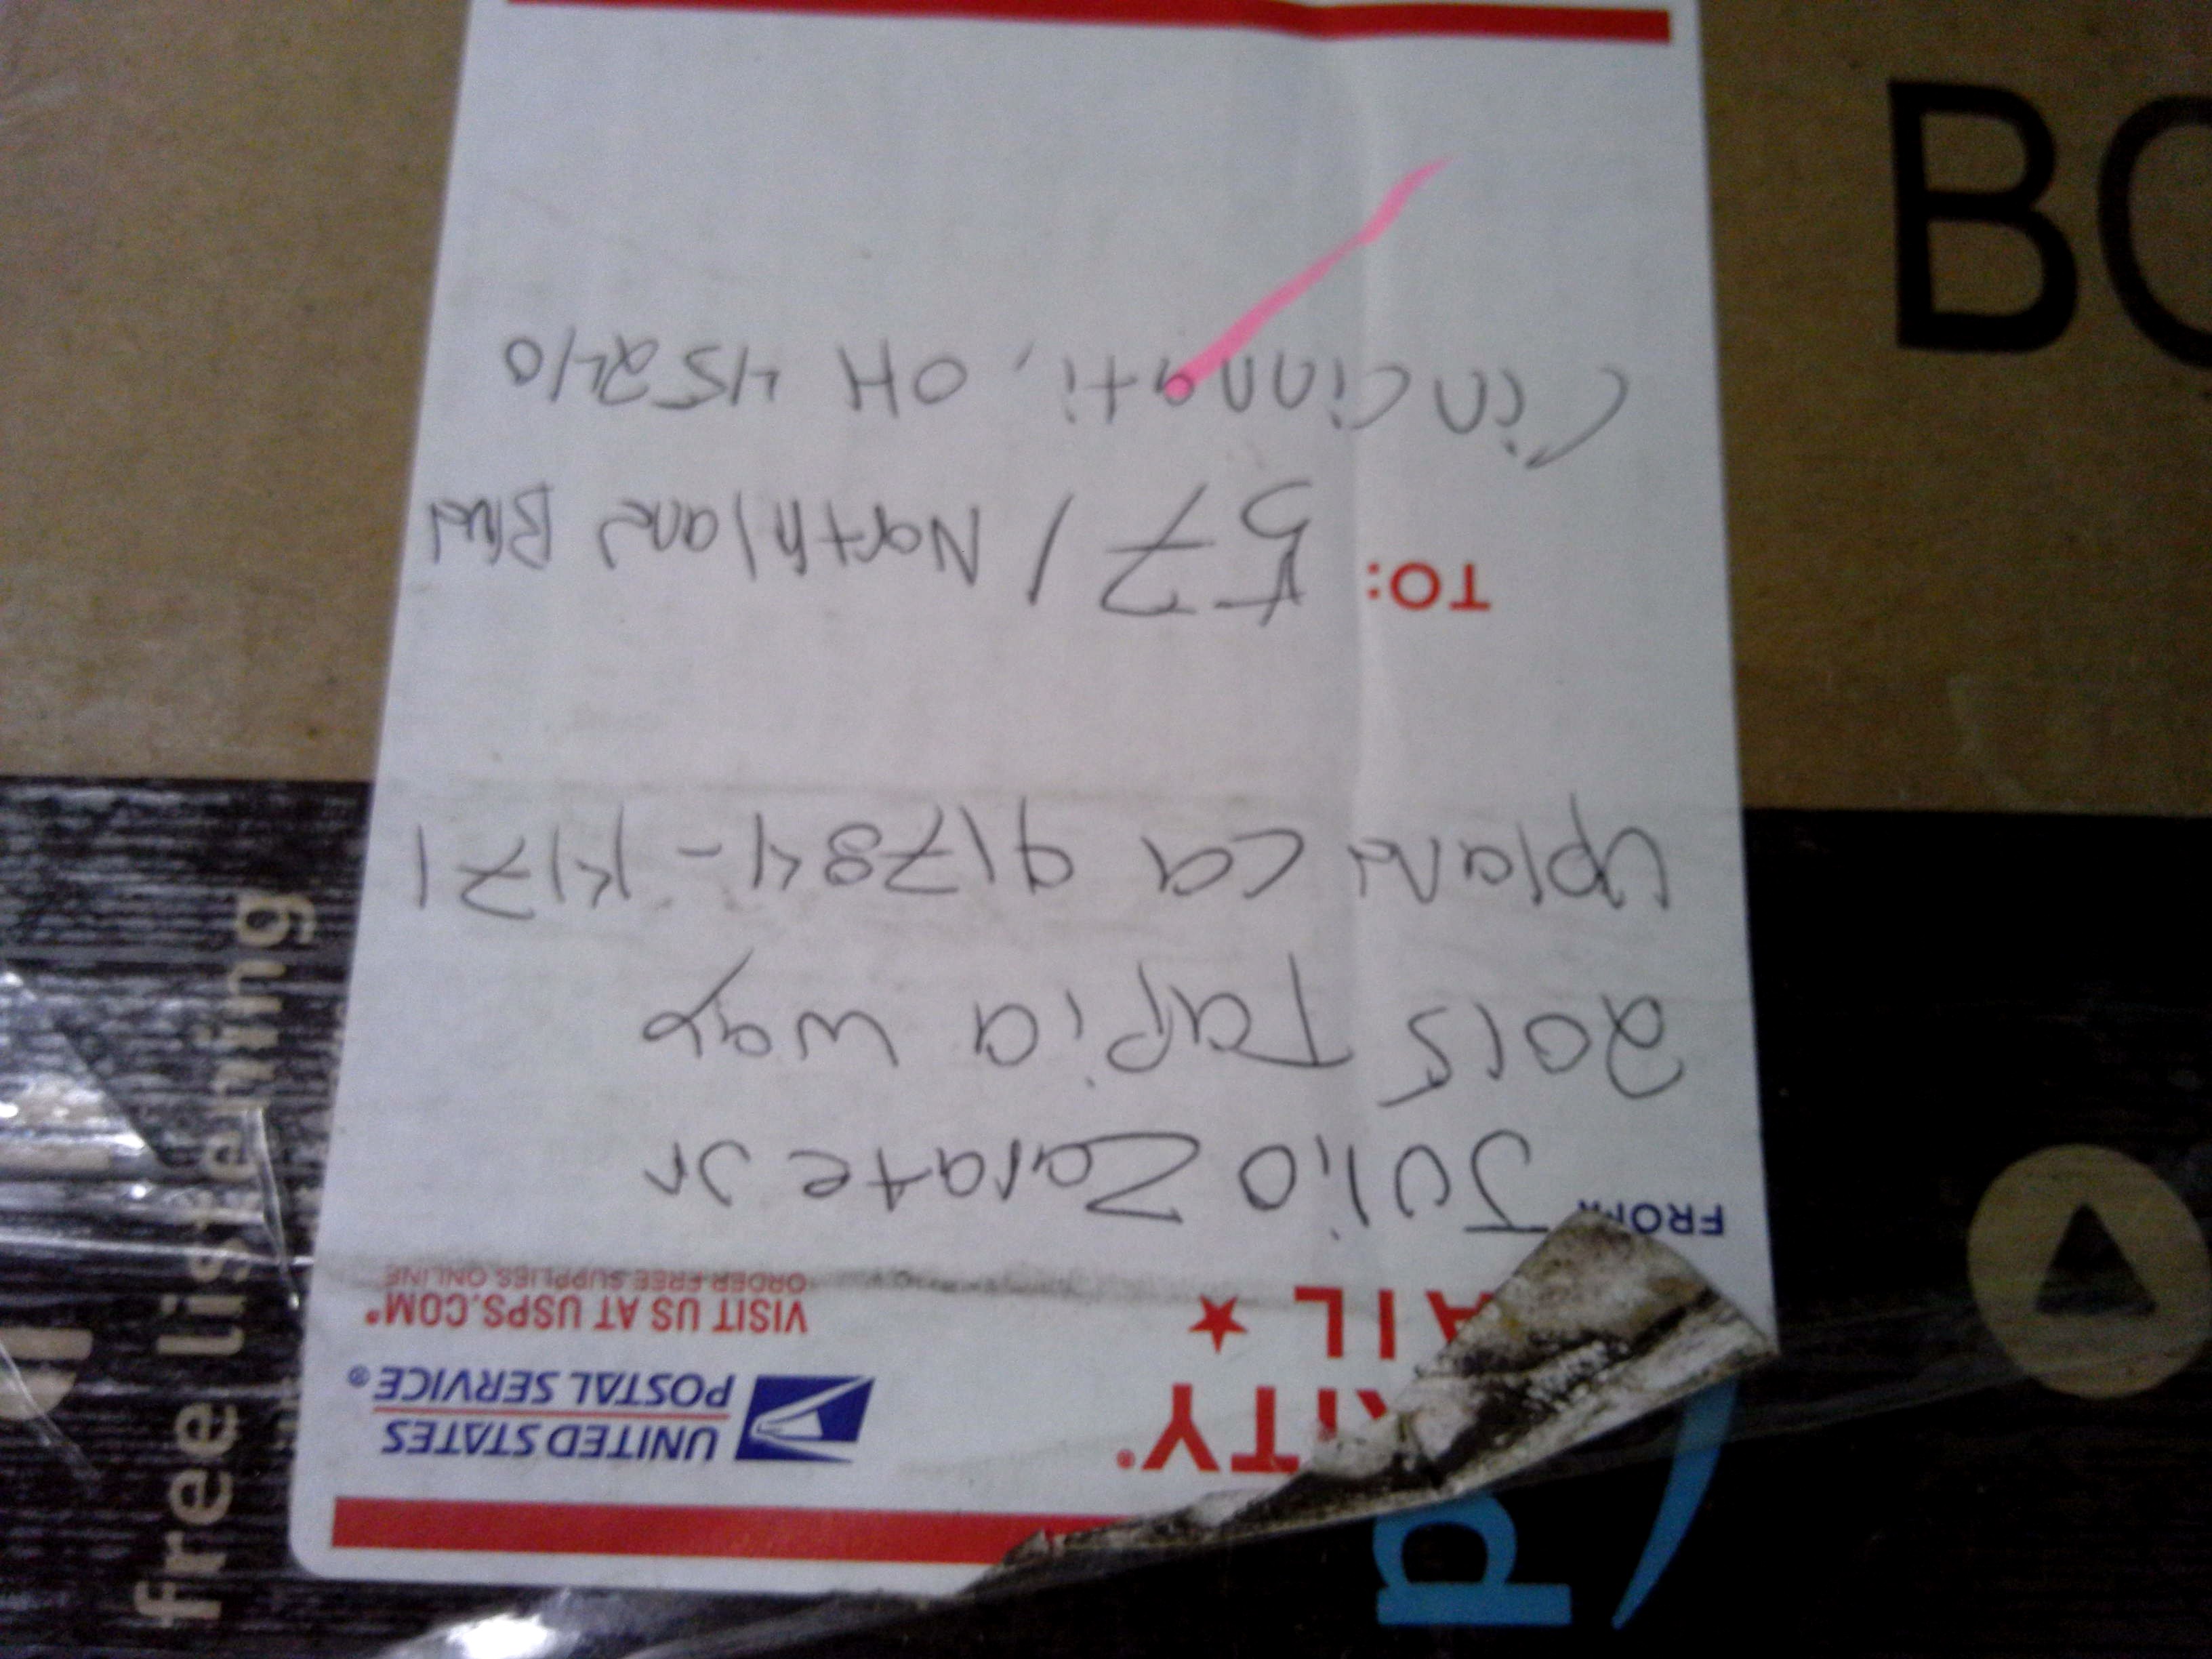 UNITED STATES
POSTAL SERVICE®
VISIT US AT USPS.COM®
ORDER FREE SUPPLIES ONLINE
FROM:
Julio Zarate Jr
2015 Tapia way
Upland ca 91784-
TO:
571 Northland Blvd
Cincinnati, OH 45240
free listening